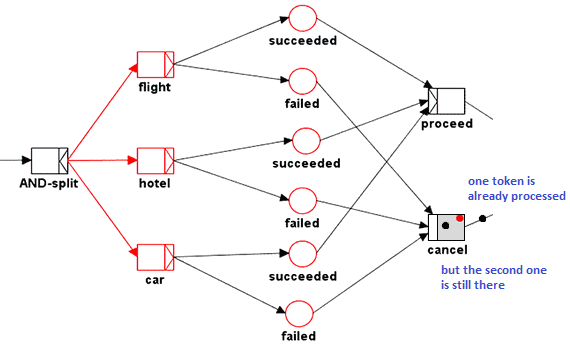 succeeded
flight
failed
proceed
AND-split
hotel
succeeded
one token is
already processed
failed
cancel
car
succeeded
but the second one
is still there
failed